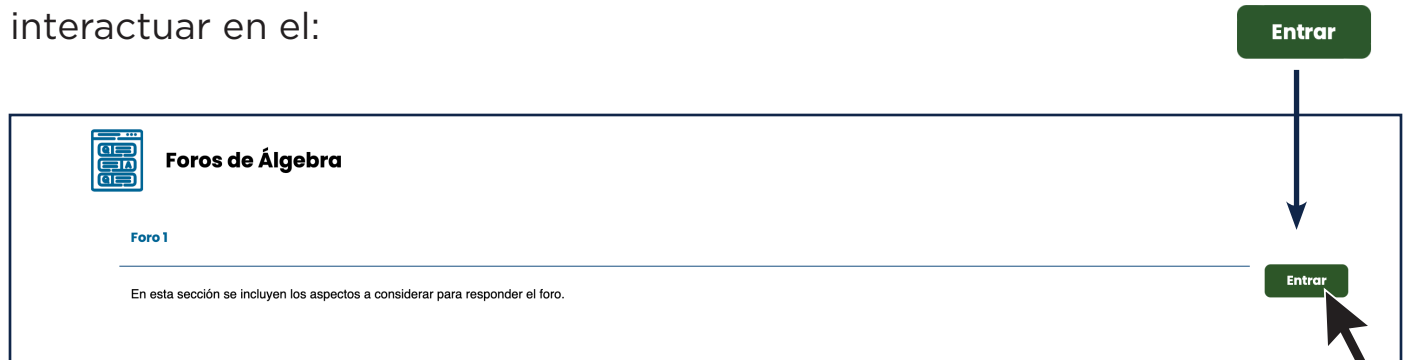 interactuar en el:
Entrar
Foros de Álgebra
Foro 1
En esta sección se incluyen los aspectos a considerar para responder el foro.
Entrar